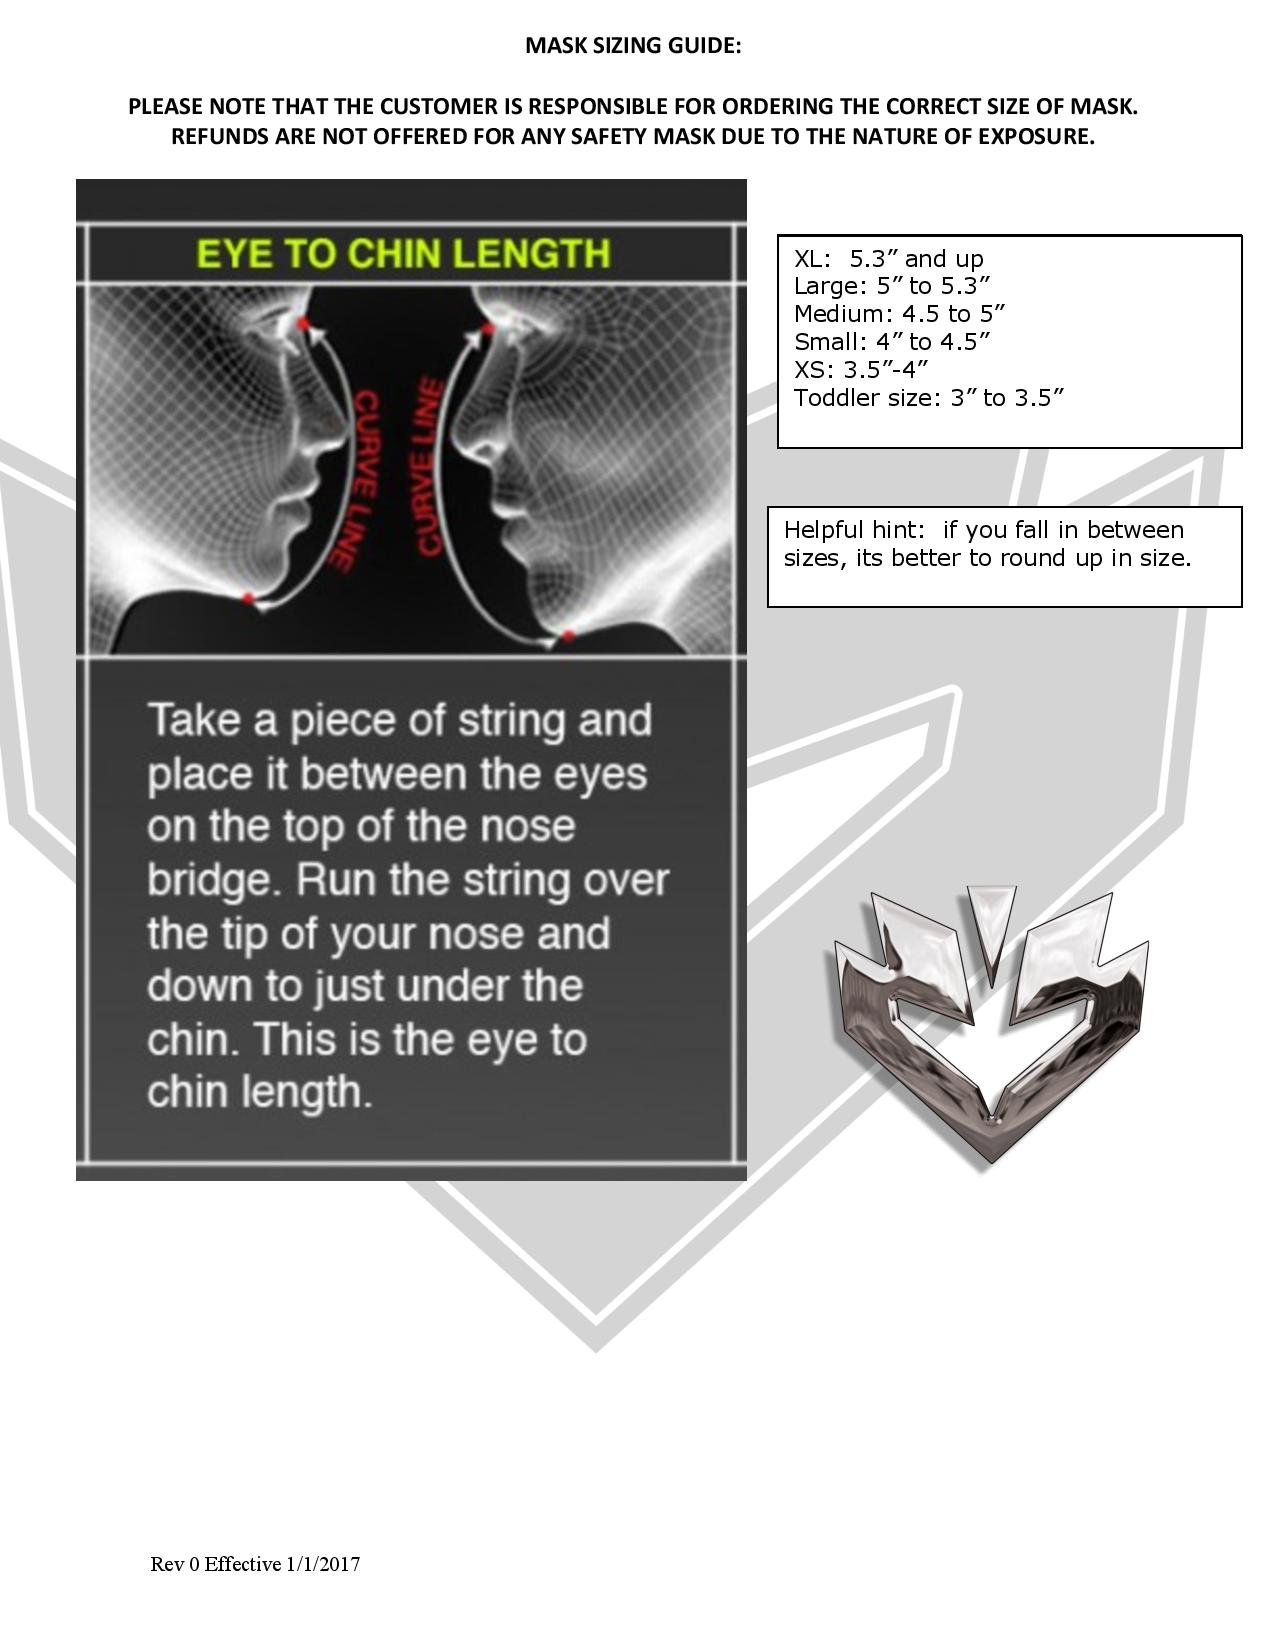 MASK SIZING GUIDE:
PLEASE NOTE THAT THE CUSTOMER IS RESPONSIBLE FOR ORDERING THE CORRECT SIZE OF MASK.
REFUNDS ARE NOT OFFERED FOR ANY SAFETY MASK DUE TO THE NATURE OF EXPOSURE.
EYE TO CHIN LENGTH
CURVE LINE
CURVE LINE
Take a piece of string and
place it between the eyes
on the top of the nose
bridge. Run the string over
the tip of your nose and
down to just under the
chin. This is the eye to
chin length.
XL:  5.3” and up
Large: 5” to 5.3”
Medium: 4.5 to 5”
Small: 4” to 4.5”
XS: 3.5”-4”
Toddler size: 3” to 3.5”
Helpful hint:  if you fall in between
sizes, its better to round up in size.
Rev 0 Effective 1/1/2017